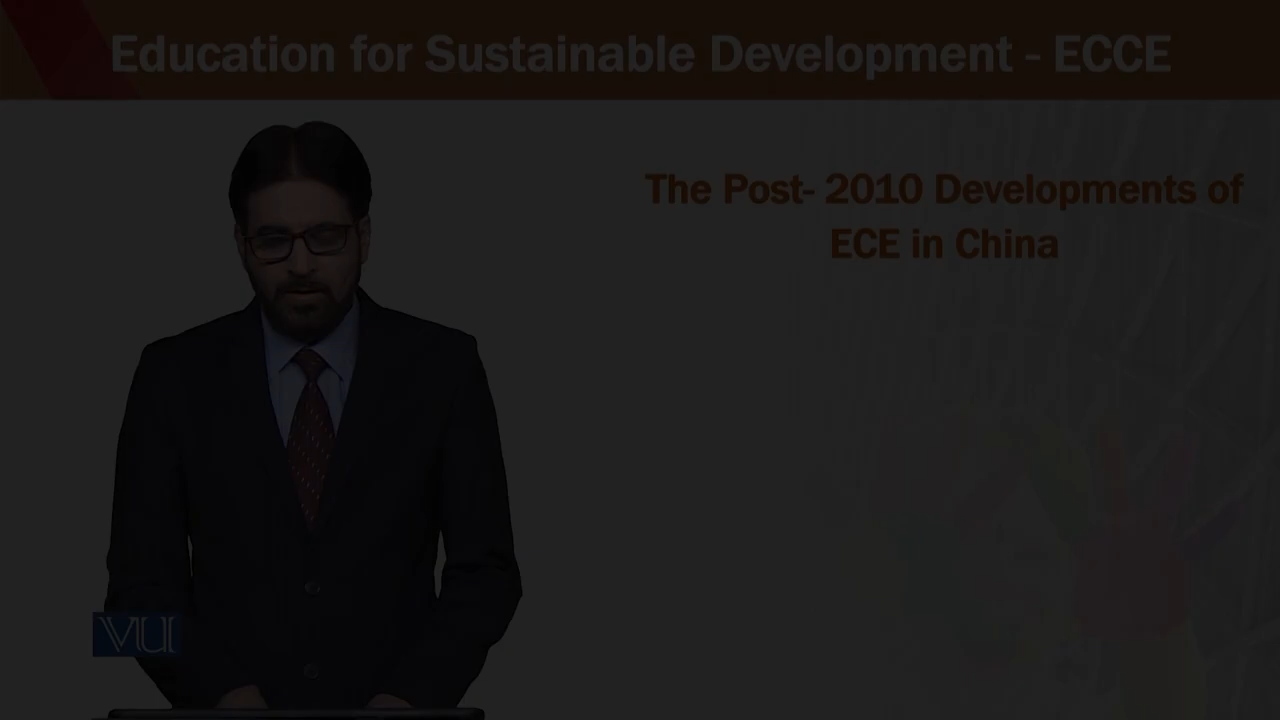 Education for Sustainable Development - ECCE
The Post- 2010 Developments of
ECE in China
VU